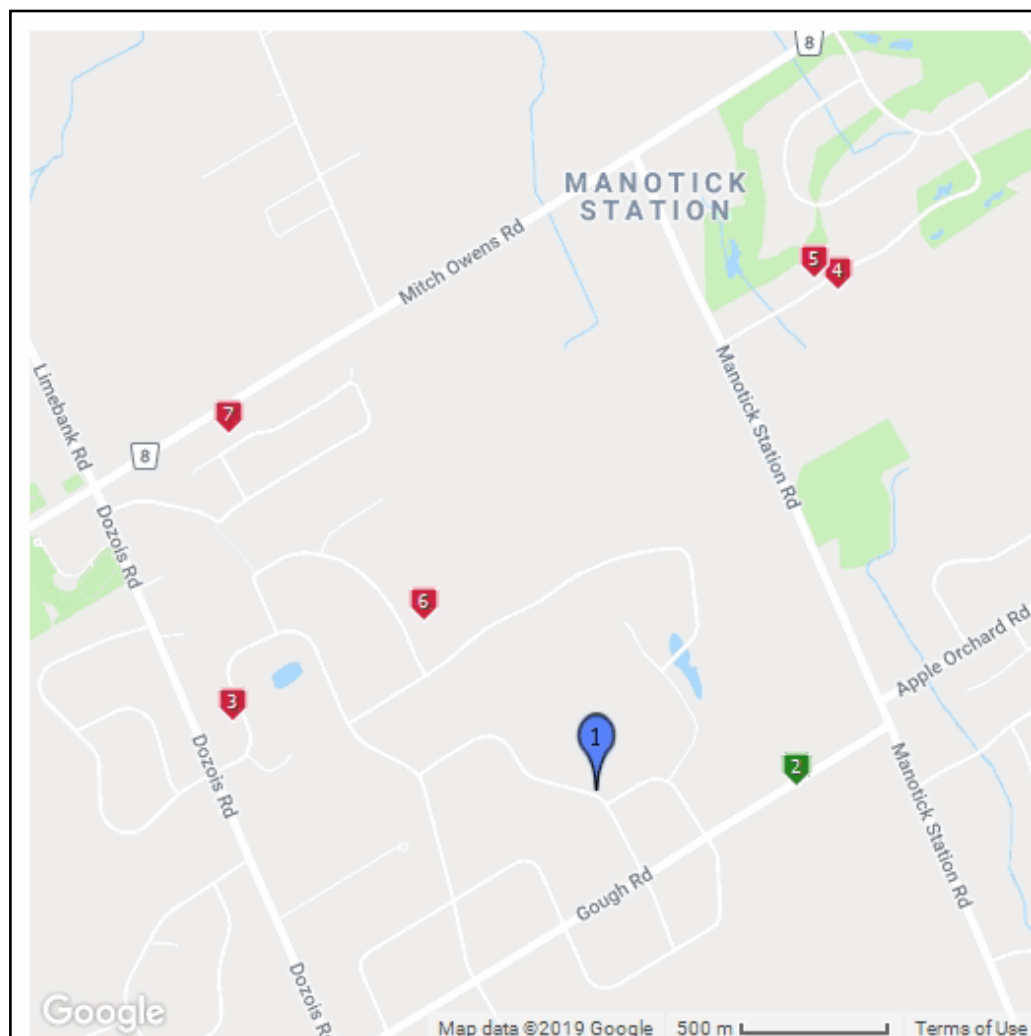 8
MANOTICK
STATION
Mitch Owens Rd
5
4
Manotick Station Rd
Limebank Rd
7
8
Dozois Rd
6
Apple Orchard Rd
3
Dozois Rd
1
2
Manotick Station Rd
Gough Rd
Dozois R
Google
Map data ©2019 Google
500 m
Terms of Use